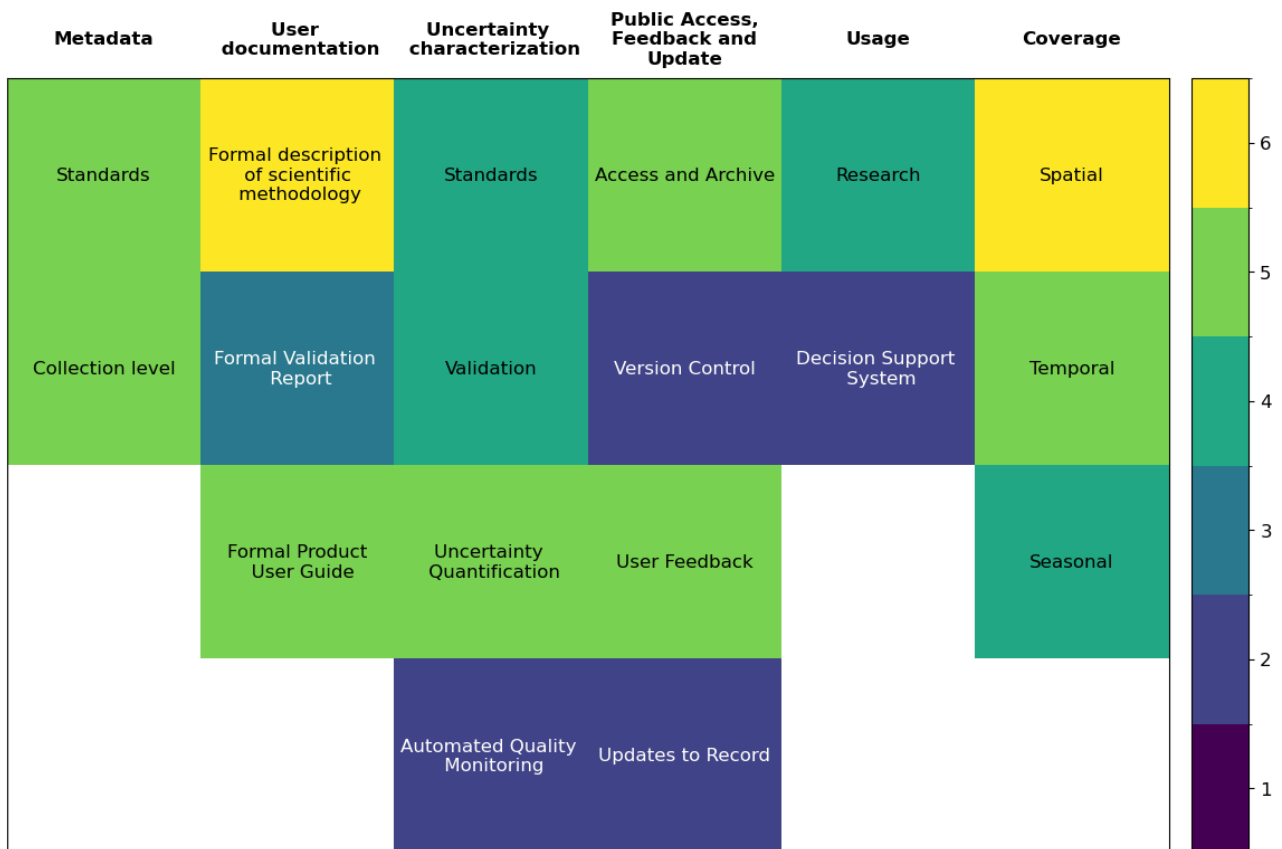 Metadata
User
documentation
Uncertainty
characterization
Public Access,
Feedback and
Update
Usage
Coverage
Standards
Formal description
of scientific
methodology
Standards
Access and Archive
Research
Spatial
Collection level
Formal Validation
Report
Validation
Version Control
Decision Support
System
Temporal
Formal Product
User Guide
Uncertainty
Quantification
User Feedback
Seasonal
Automated Quality
Monitoring
Updates to Record
6
5
4
3
2
1